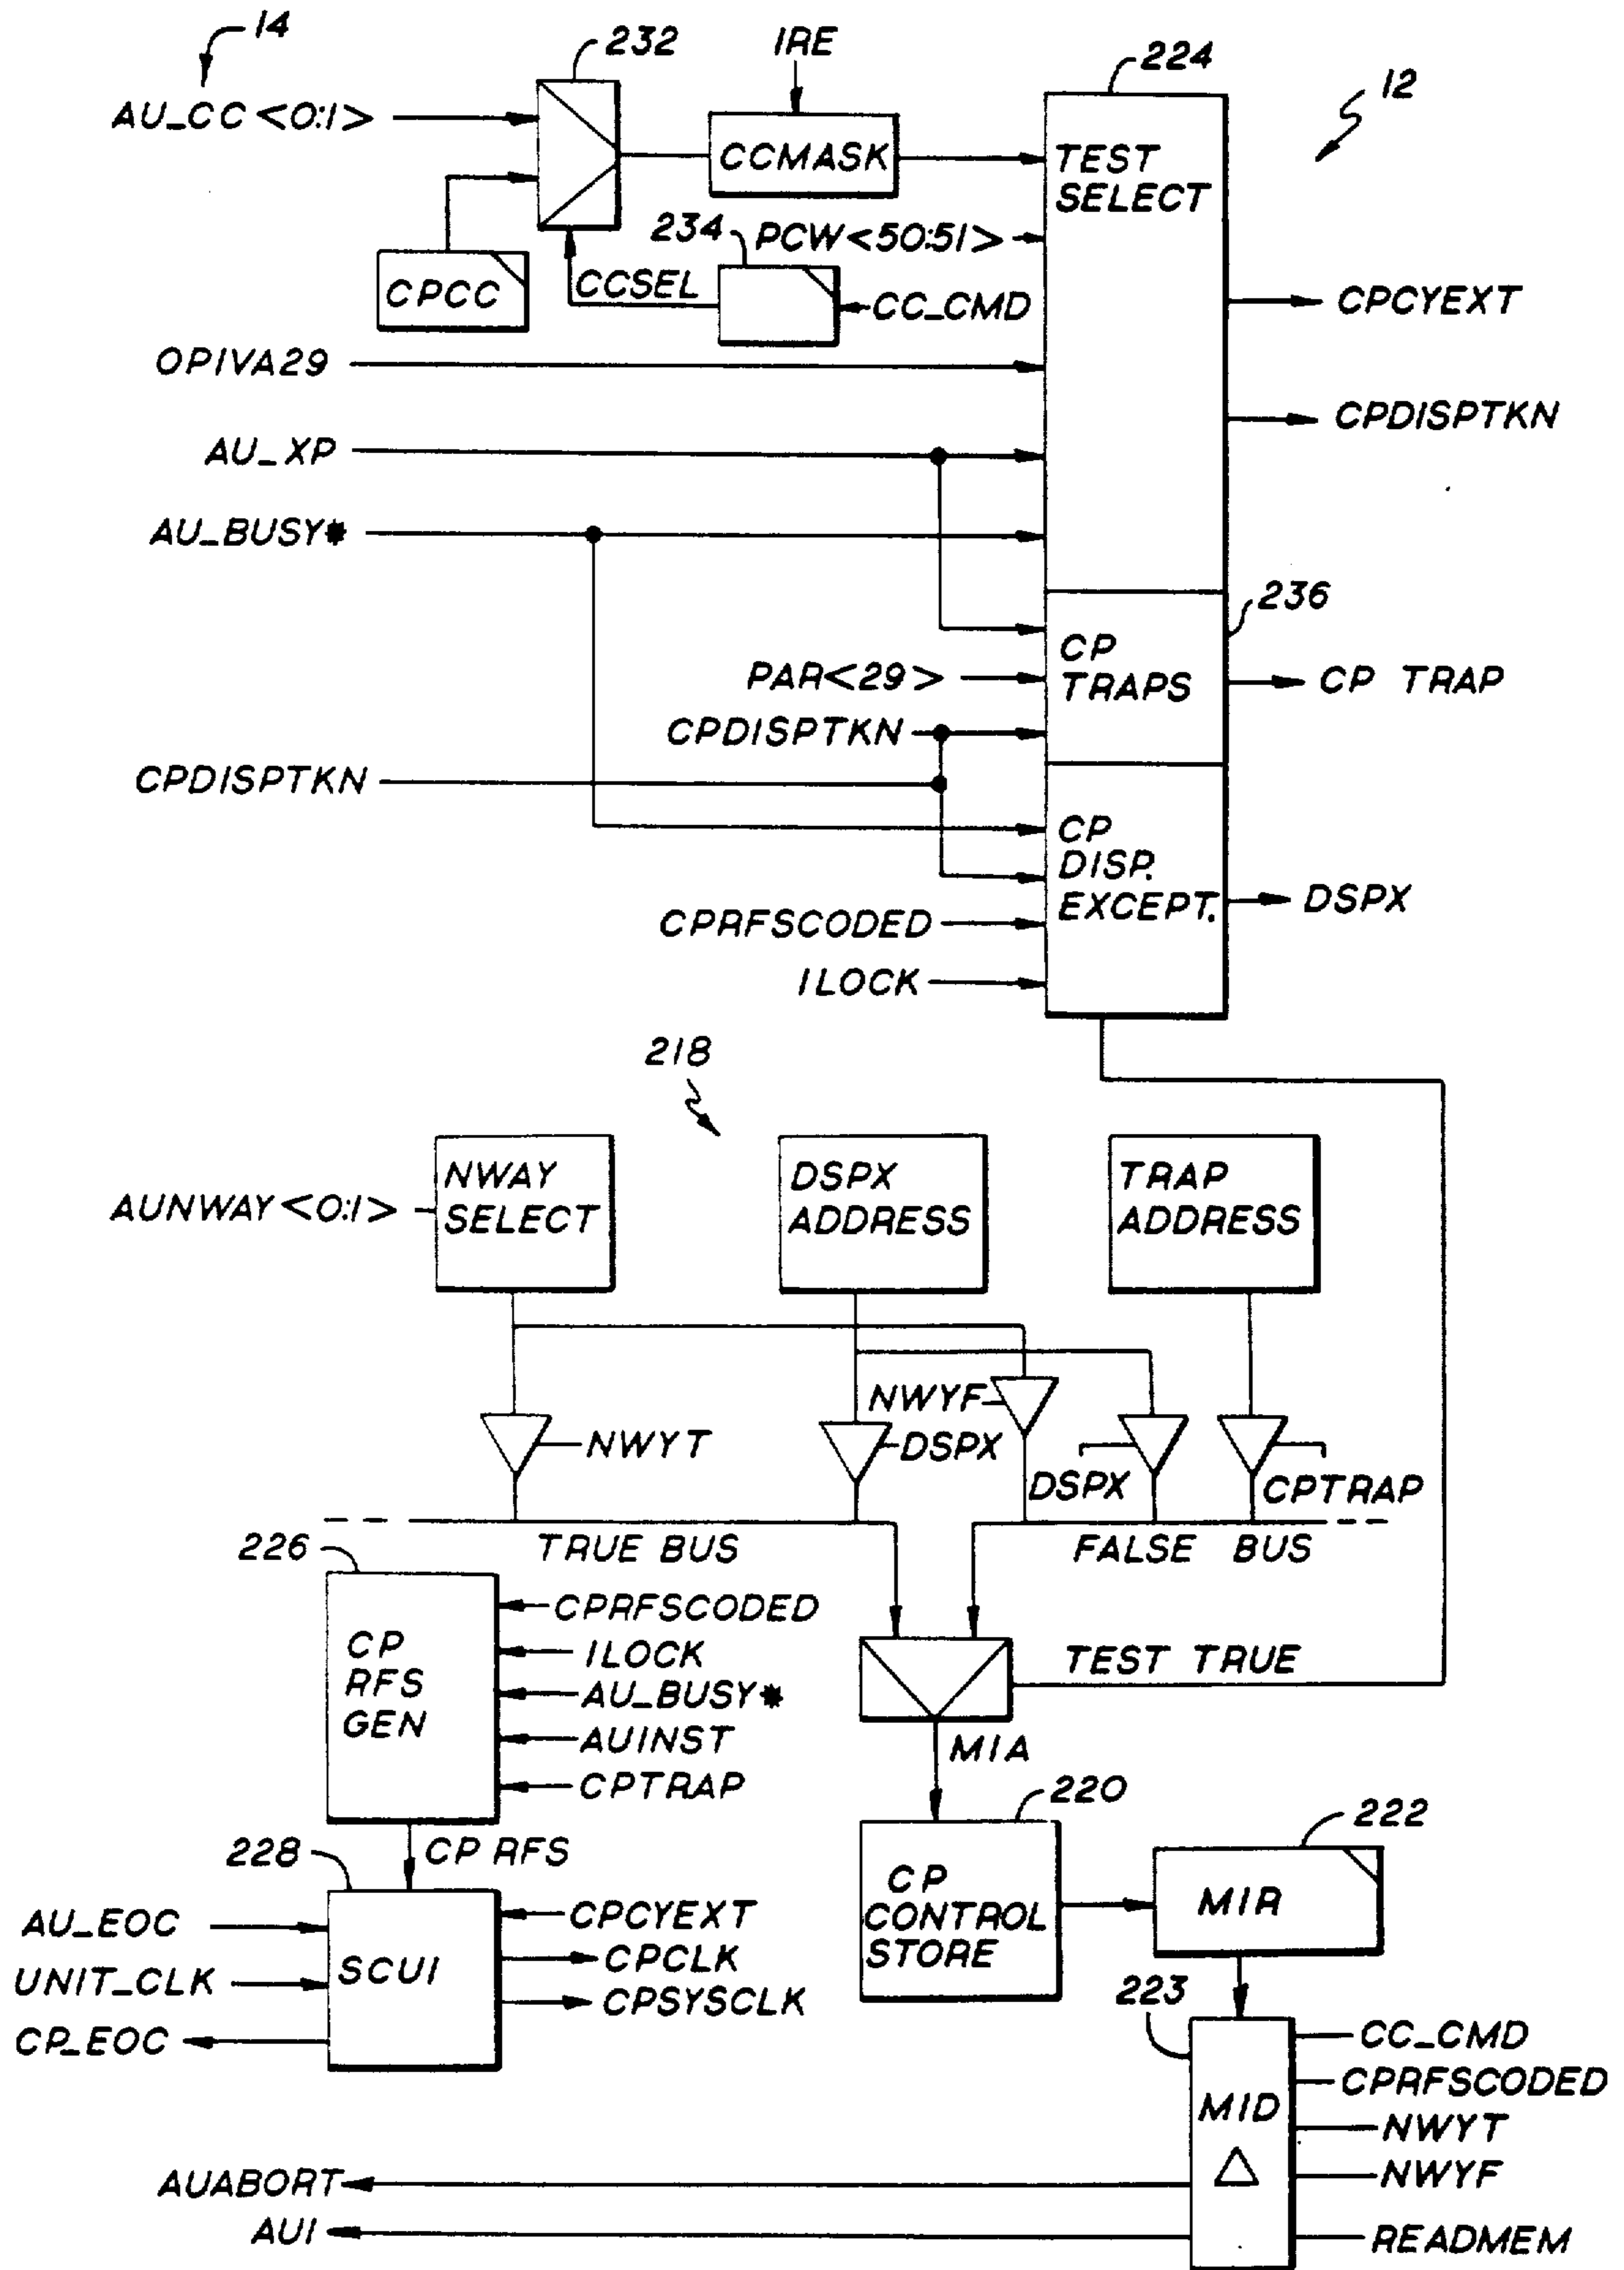 14
232
IRE
224
12
AU_CC <0:1>
CCMASK
TEST
SELECT
234
PCW<50:51>
CPCC
CCSEL
CC_CMD
CPCYEXT
OPIVA29
CPDISPTKN
AU_XP
AU_BUSY*
236
CP
TRAPS
PAR<29>
CP TRAP
CPDISPTKN
CPDISPTKN
CP
DISP.
EXCEPT.
DSPX
CPRFSCODED
ILOCK
218
NWAY
SELECT
DSPX
ADDRESS
TRAP
ADDRESS
AUNWAY<0:1>
NWYF
NWYT
DSPX
DSPX
CPTRAP
TRUE BUS
FALSE BUS
226
CP
RFS
GEN
CPRFSCODED
ILOCK
AU_BUSY*
AUINST
CPTRAP
TEST TRUE
MIA
220
222
228
CP RFS
CP
CONTROL
STORE
MIR
AU_EOC
UNIT_CLK
CP_EOC
SCUI
CPCYEXT
CPCLK
CPSYSCLK
223
MID
CC_CMD
CPRFSCODED
NWYT
NWYF
READMEM
AUABORT
AUI